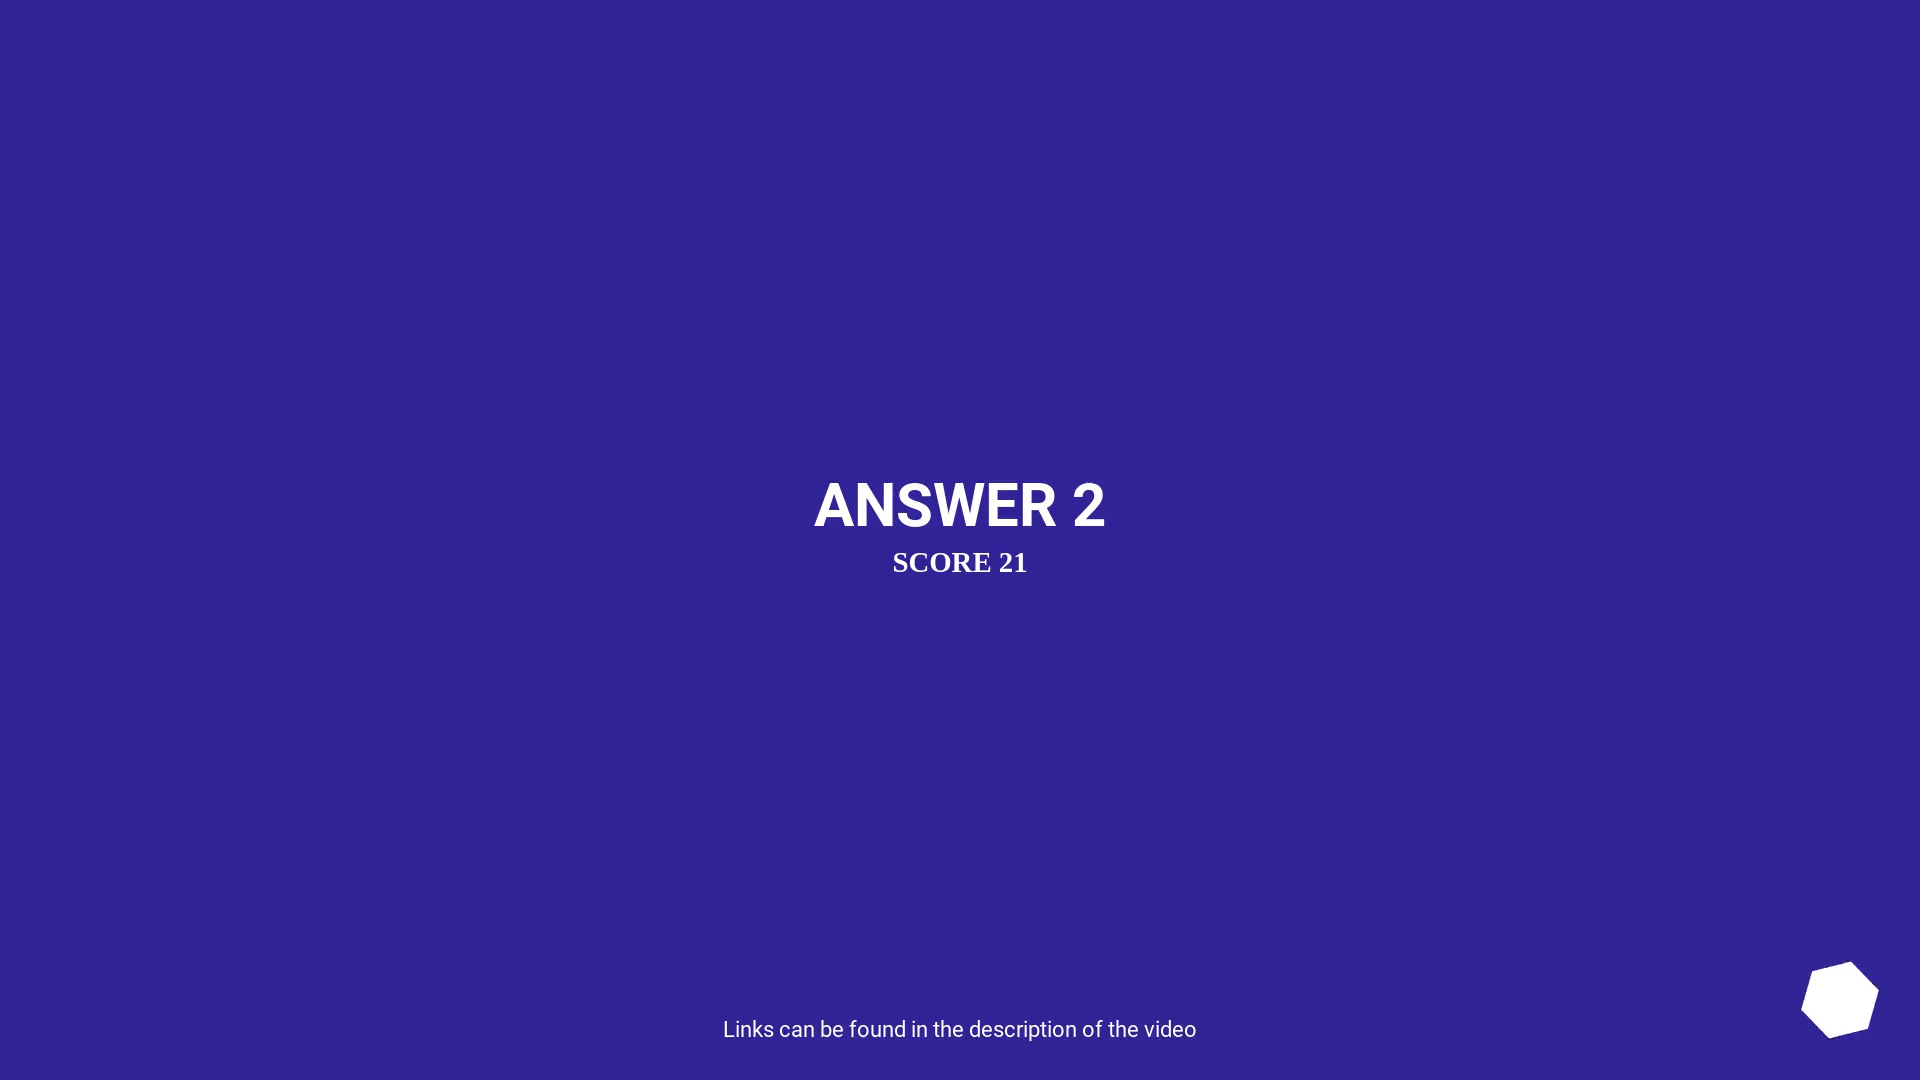 ANSWER 2
SCORE 21
Links can be found in the description of the video